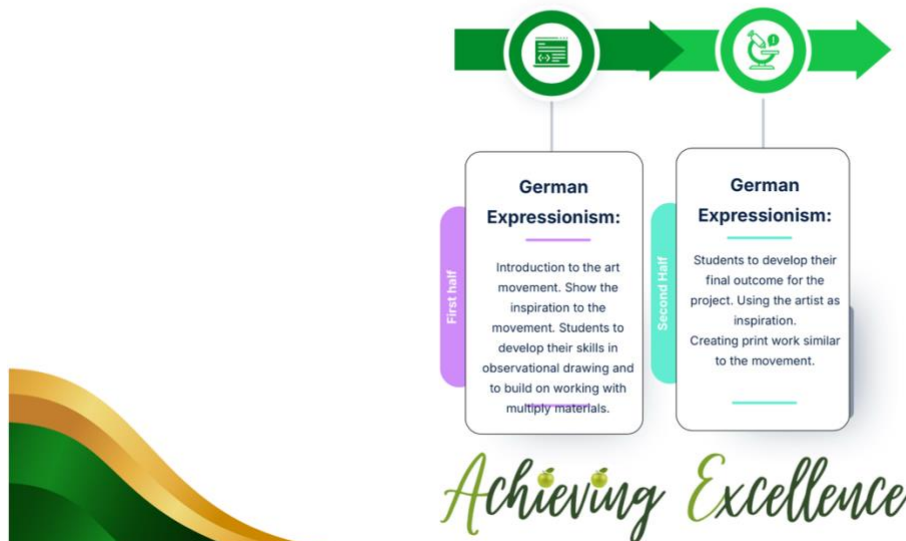 German
Expressionism:
First half
Introduction to the art
movement. Show the
inspiration to the
movement. Students to
develop their skills in
observational drawing and
to build on working with
multiply materials.
German
Expressionism:
Second Half
Students to develop their
final outcome for the
project. Using the artist as
inspiration.
Creating print work similar
to the movement.
Achieving Excellence